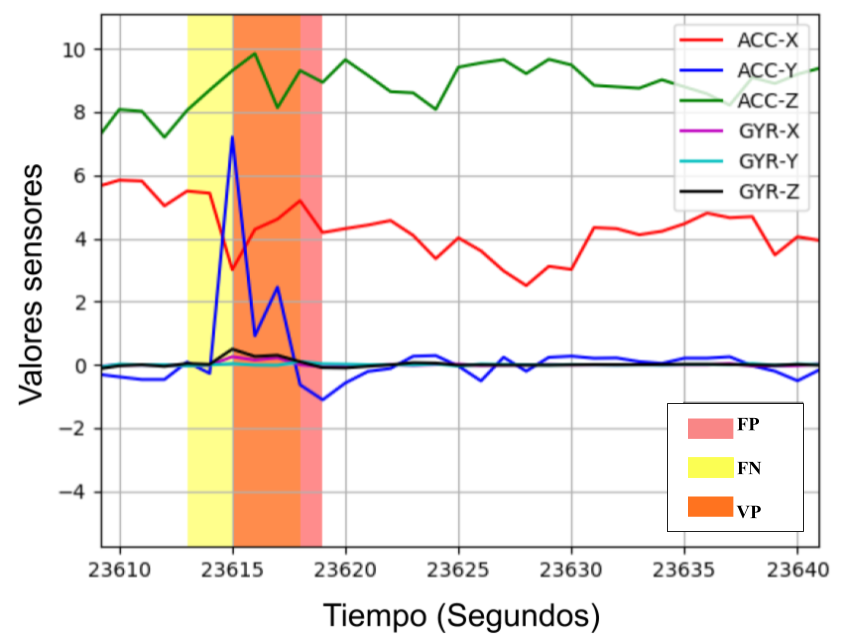 10
8
6
4
2
0
−2
−4
Valores sensores
ACC-X
ACC-Y
ACC-Z
GYR-X
GYR-Y
GYR-Z
FP
FN
VP
23610 23615 23620 23625 23630 23635 23640
Tiempo (Segundos)